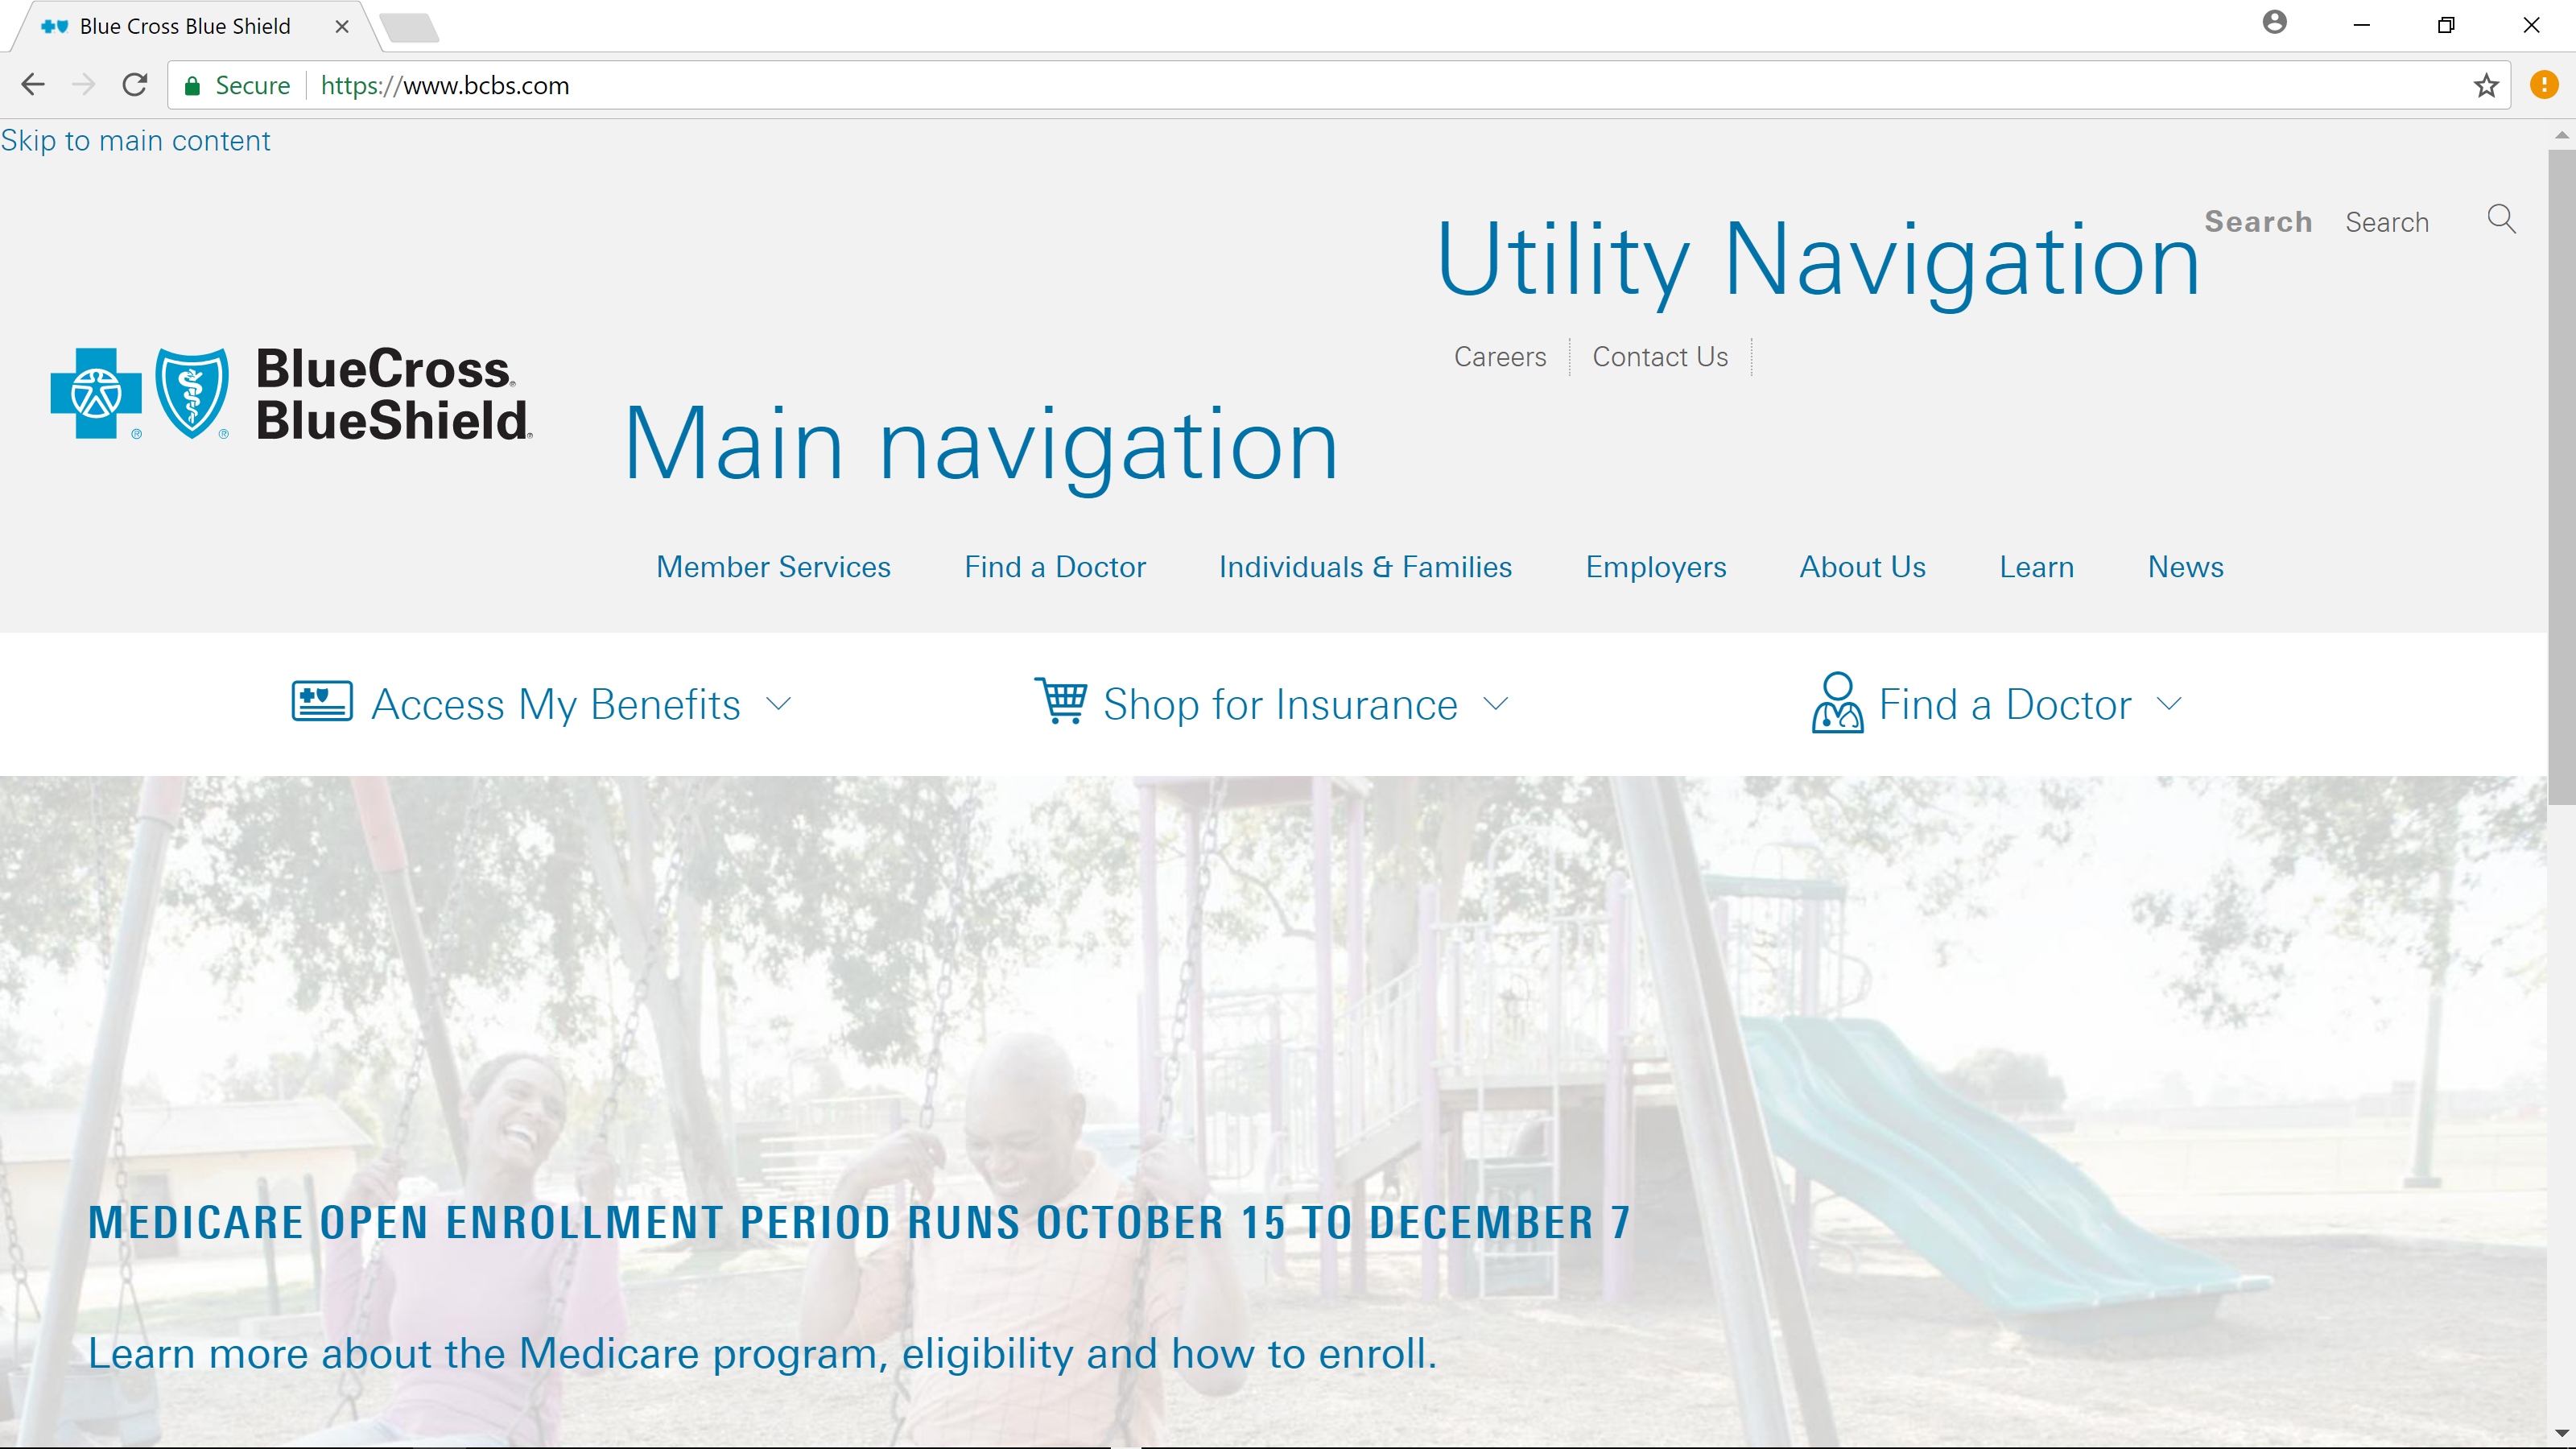 Blue Cross Blue Shield
Secure https://www.bcbs.com
Skip to main content
Utility Navigation
Search Search
Careers Contact Us
BlueCross®
BlueShield®
Main navigation
Member Services Find a Doctor Individuals & Families Employers About Us Learn News
Access My Benefits Shop for Insurance Find a Doctor
MEDICARE OPEN ENROLLMENT PERIOD RUNS OCTOBER 15 TO DECEMBER 7
Learn more about the Medicare program, eligibility and how to enroll.